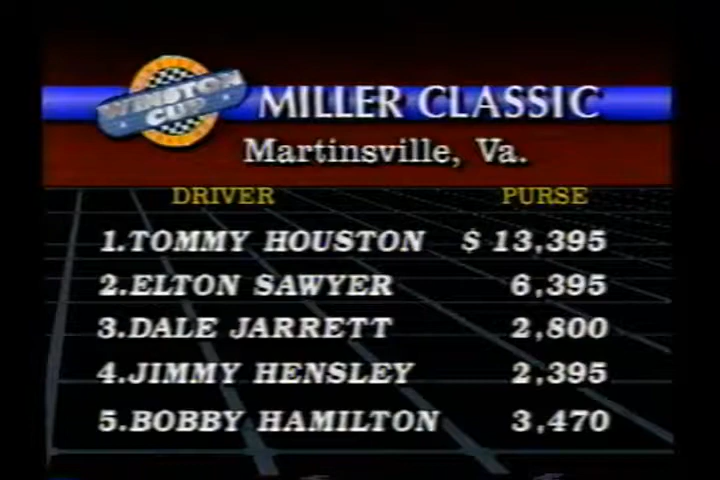 WINSTON CUP
MILLER CLASSIC
Martinsville, Va.
DRIVER PURSE
1.TOMMY HOUSTON $ 13,395
2.ELTON SAWYER 6,395
3.DALE JARRETT 2,800
4.JIMMY HENSLEY 2,395
5.BOBBY HAMILTON 3,470